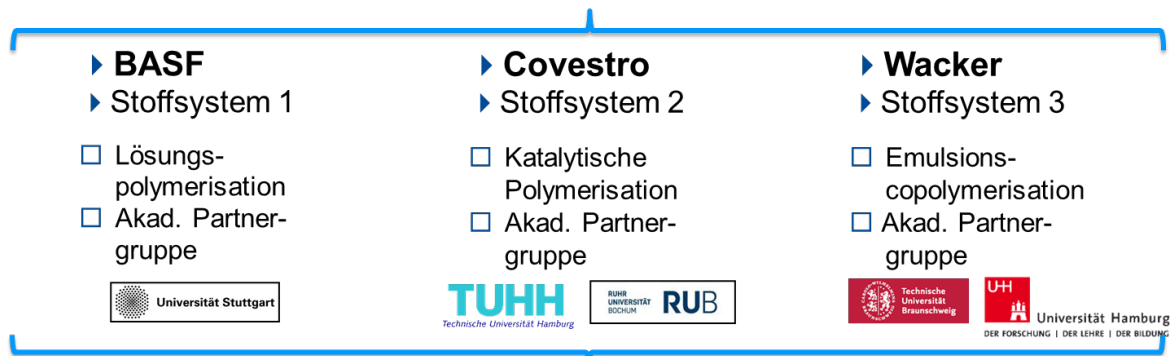 BASF
Stoffsystem 1
Lösungs-
polymerisation
Akad. Partner-
gruppe
Universität Stuttgart
Covestro
Stoffsystem 2
Katalytische
Polymerisation
Akad. Partner-
gruppe
TUHH
Technische Universität Hamburg
RUHR
UNIVERSITÄT
BOCHUM
RUB
Wacker
Stoffsystem 3
Emulsions-
copolymerisation
Akad. Partner-
gruppe
Technische
Universität
Braunschweig
UH
Universität Hamburg
DER FORSCHUNG | DER LEHRE | DER BILDUNG